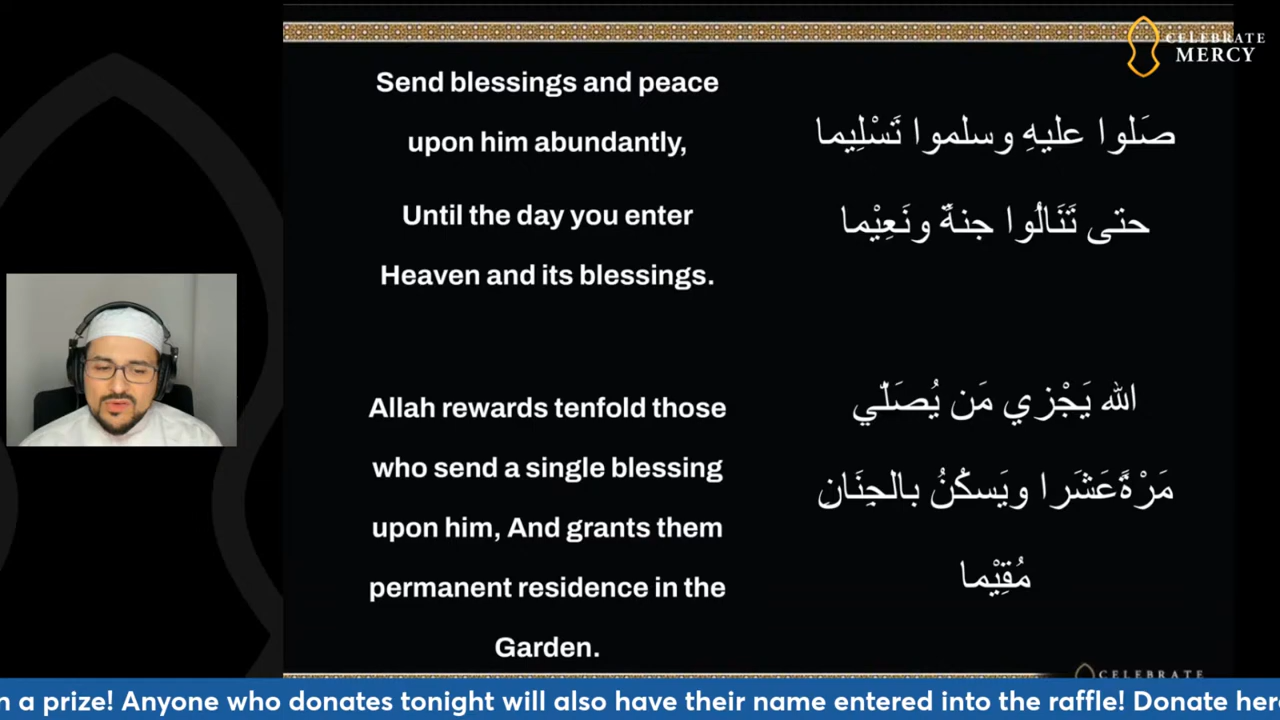 CELEBRATE
MERCY
Send blessings and peace
upon him abundantly,
Until the day you enter
Heaven and its blessings.
صَلوا عليهِ وسلموا تَسْلِيما
حتى تَنَالُوا جنةً ونَعِيْما
Allah rewards tenfold those
who send a single blessing
upon him, And grants them
permanent residence in the
Garden.
الله يَجْزي مَن يُصَلّي
مَرْةًعَشَرا ويَسكُنُ بالجِنَانِ
مُقِيْما
CELEBRATE
n a prize! Anyone who donates tonight will also have their name entered into the raffle! Donate her